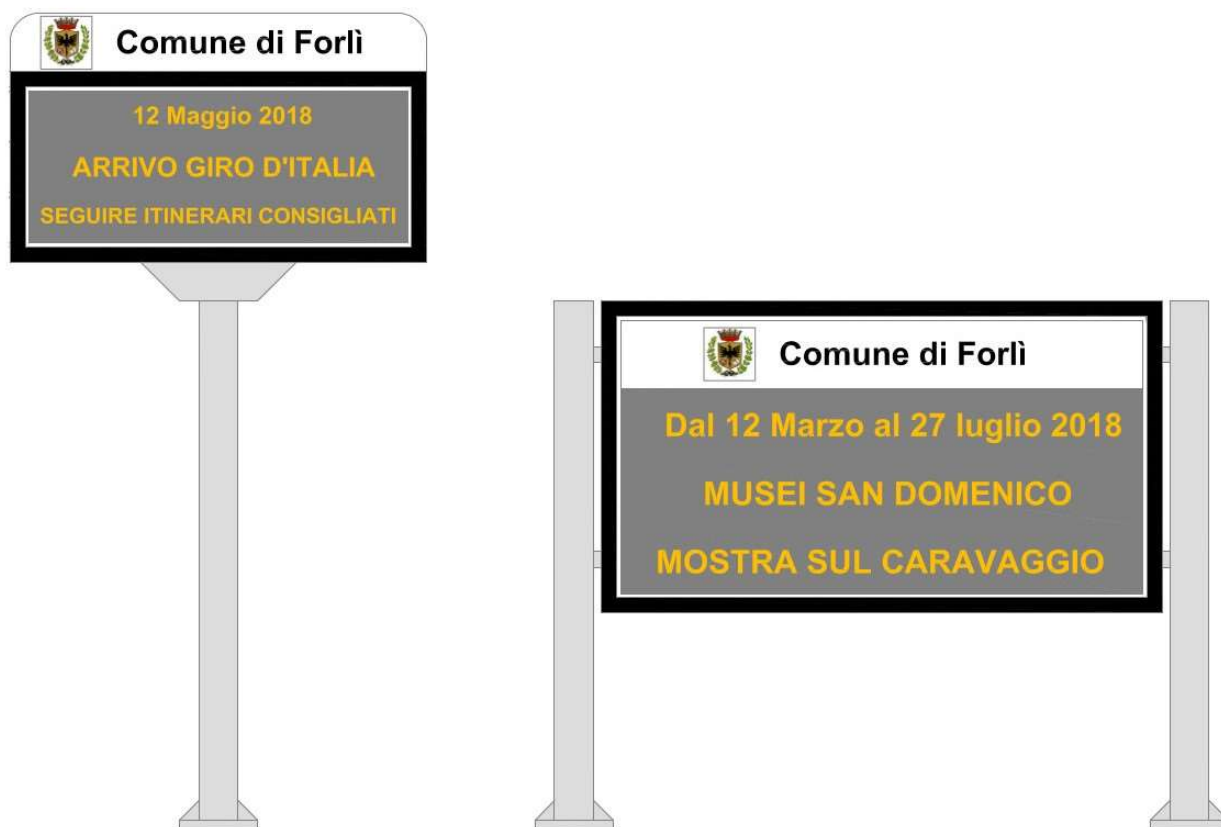 Comune di Forlì
12 Maggio 2018
ARRIVO GIRO D'ITALIA
SEGUIRE ITINERARI CONSIGLIATI
Comune di Forlì
Dal 12 Marzo al 27 luglio 2018
MUSEI SAN DOMENICO
MOSTRA SUL CARAVAGGIO